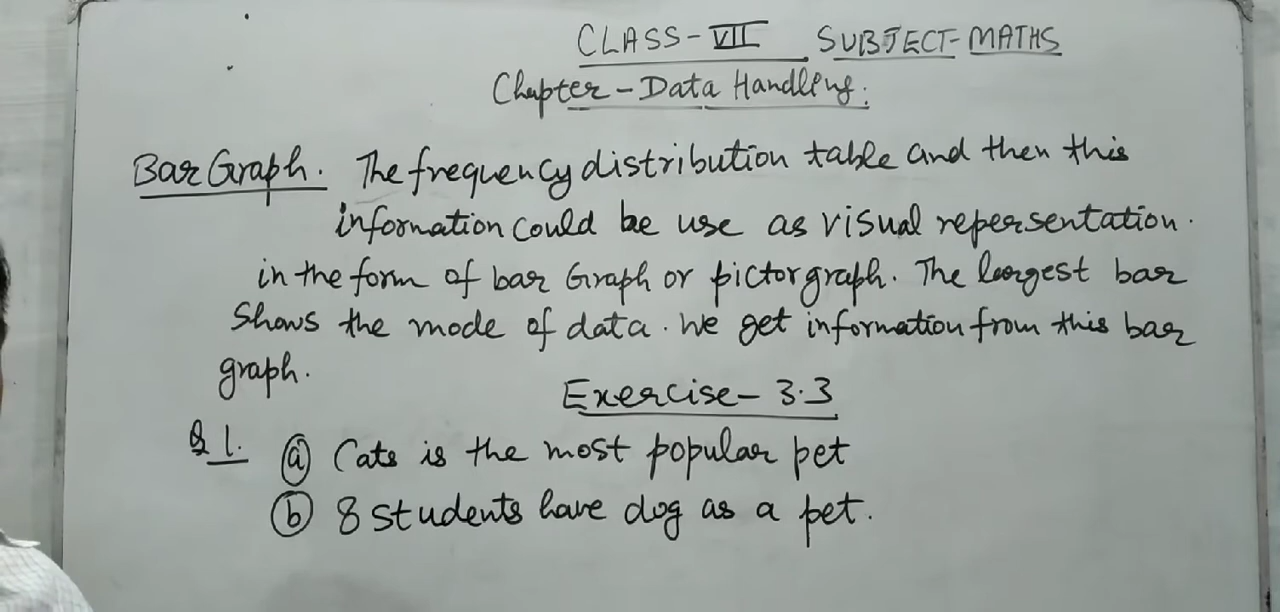 CLASS-VII SUBJECT-MATHS
Chapter-Data Handling.
Bar Graph. The frequency distribution table and then this
information could be use as visual repersentation.
in the form of bar Graph or pictorgraph. The largest bar
Shows the mode of data. We get information from this bar
graph.
Exercise-3.3
Q1. (a) Cats is the most popular pet
(b) 8 students have dog as a pet.